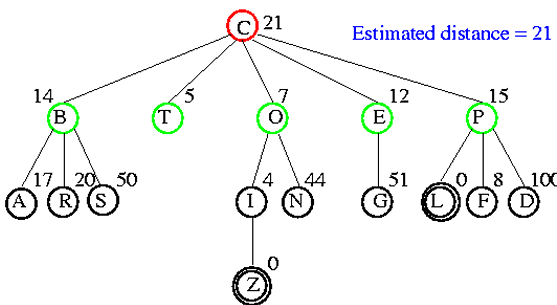 C 21
Estimated distance = 21
14 5 7 12 15
B T O E P
17 20 50 4 44 51 0 8 100
A R S I N G L F D
0
Z